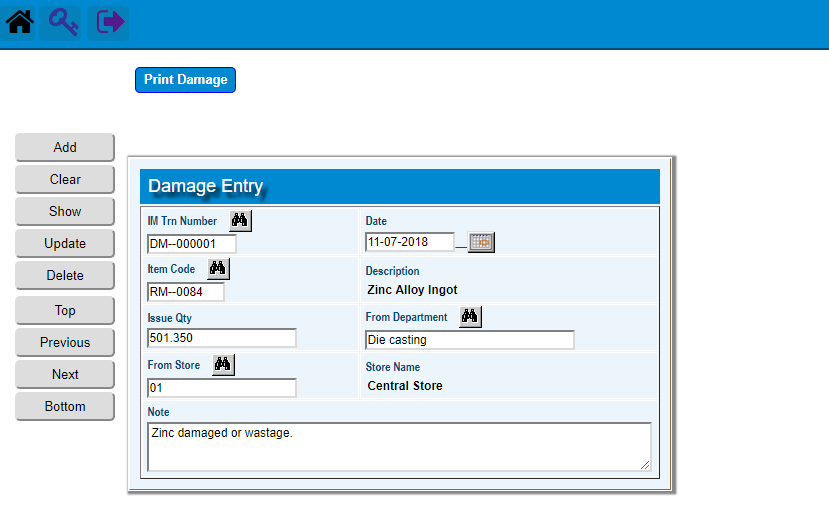 Print Damage
Add
Clear
Show
Update
Delete
Top
Previous
Next
Bottom
Damage Entry
IM Trn Number
DM--000001
Date
11-07-2018
Item Code
RM--0084
Description
Zinc Alloy Ingot
Issue Qty
501.350
From Department
Die casting
From Store
01
Store Name
Central Store
Note
Zinc damaged or wastage.